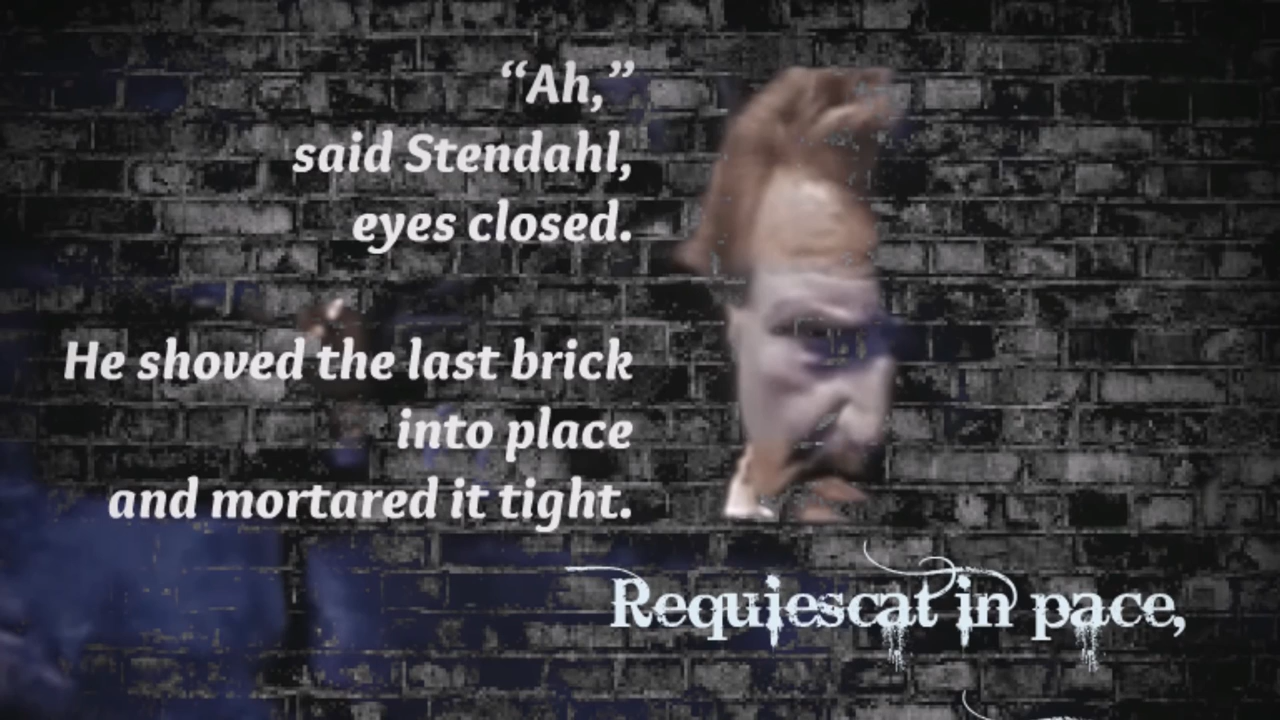 “Ah,”
said Stendahl,
eyes closed.
He shoved the last brick
into place
and mortared it tight.
Requiescat in pace,